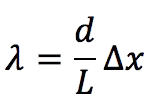 λ = d/L Δx